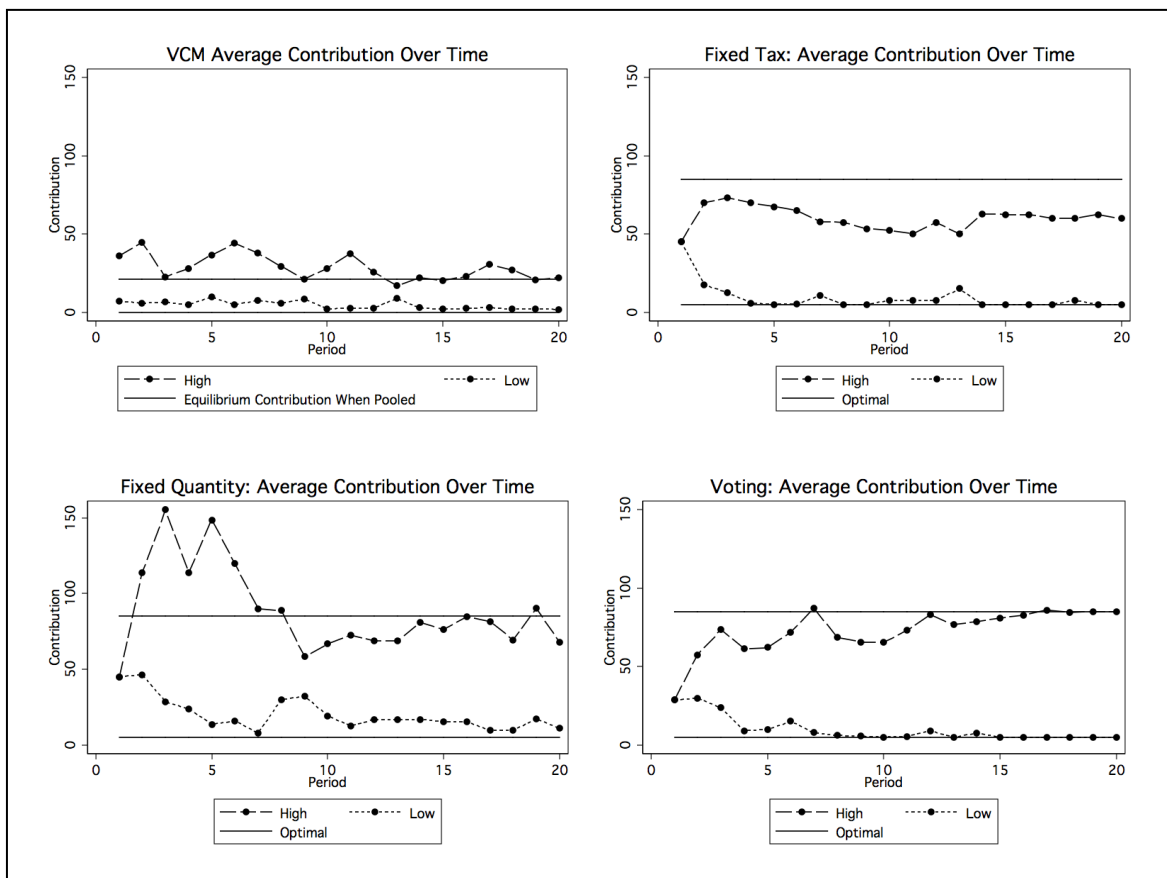 VCM Average Contribution Over Time
Contribution
150
100
50
0
0 5 10 15 20
Period
High Low
Equilibrium Contribution When Pooled
Fixed Tax: Average Contribution Over Time
Contribution
150
100
50
0
0 5 10 15 20
Period
High Low
Optimal
Fixed Quantity: Average Contribution Over Time
Contribution
150
100
50
0
0 5 10 15 20
Period
High Low
Optimal
Voting: Average Contribution Over Time
Contribution
150
100
50
0
0 5 10 15 20
Period
High Low
Optimal